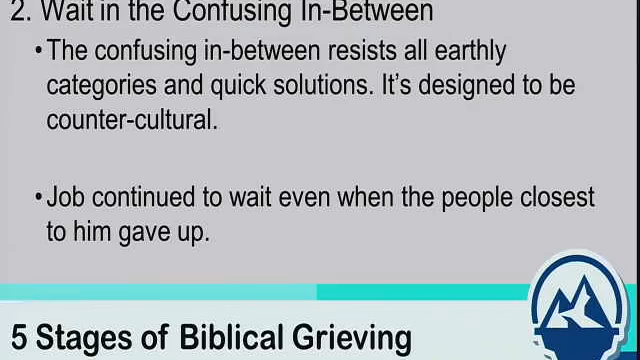 2. Wait in the Confusing In-Between
•The confusing in-between resists all earthly
categories and quick solutions. It's designed to be
counter-cultural.
•Job continued to wait even when the people closest
to him gave up.
5 Stages of Biblical Grieving